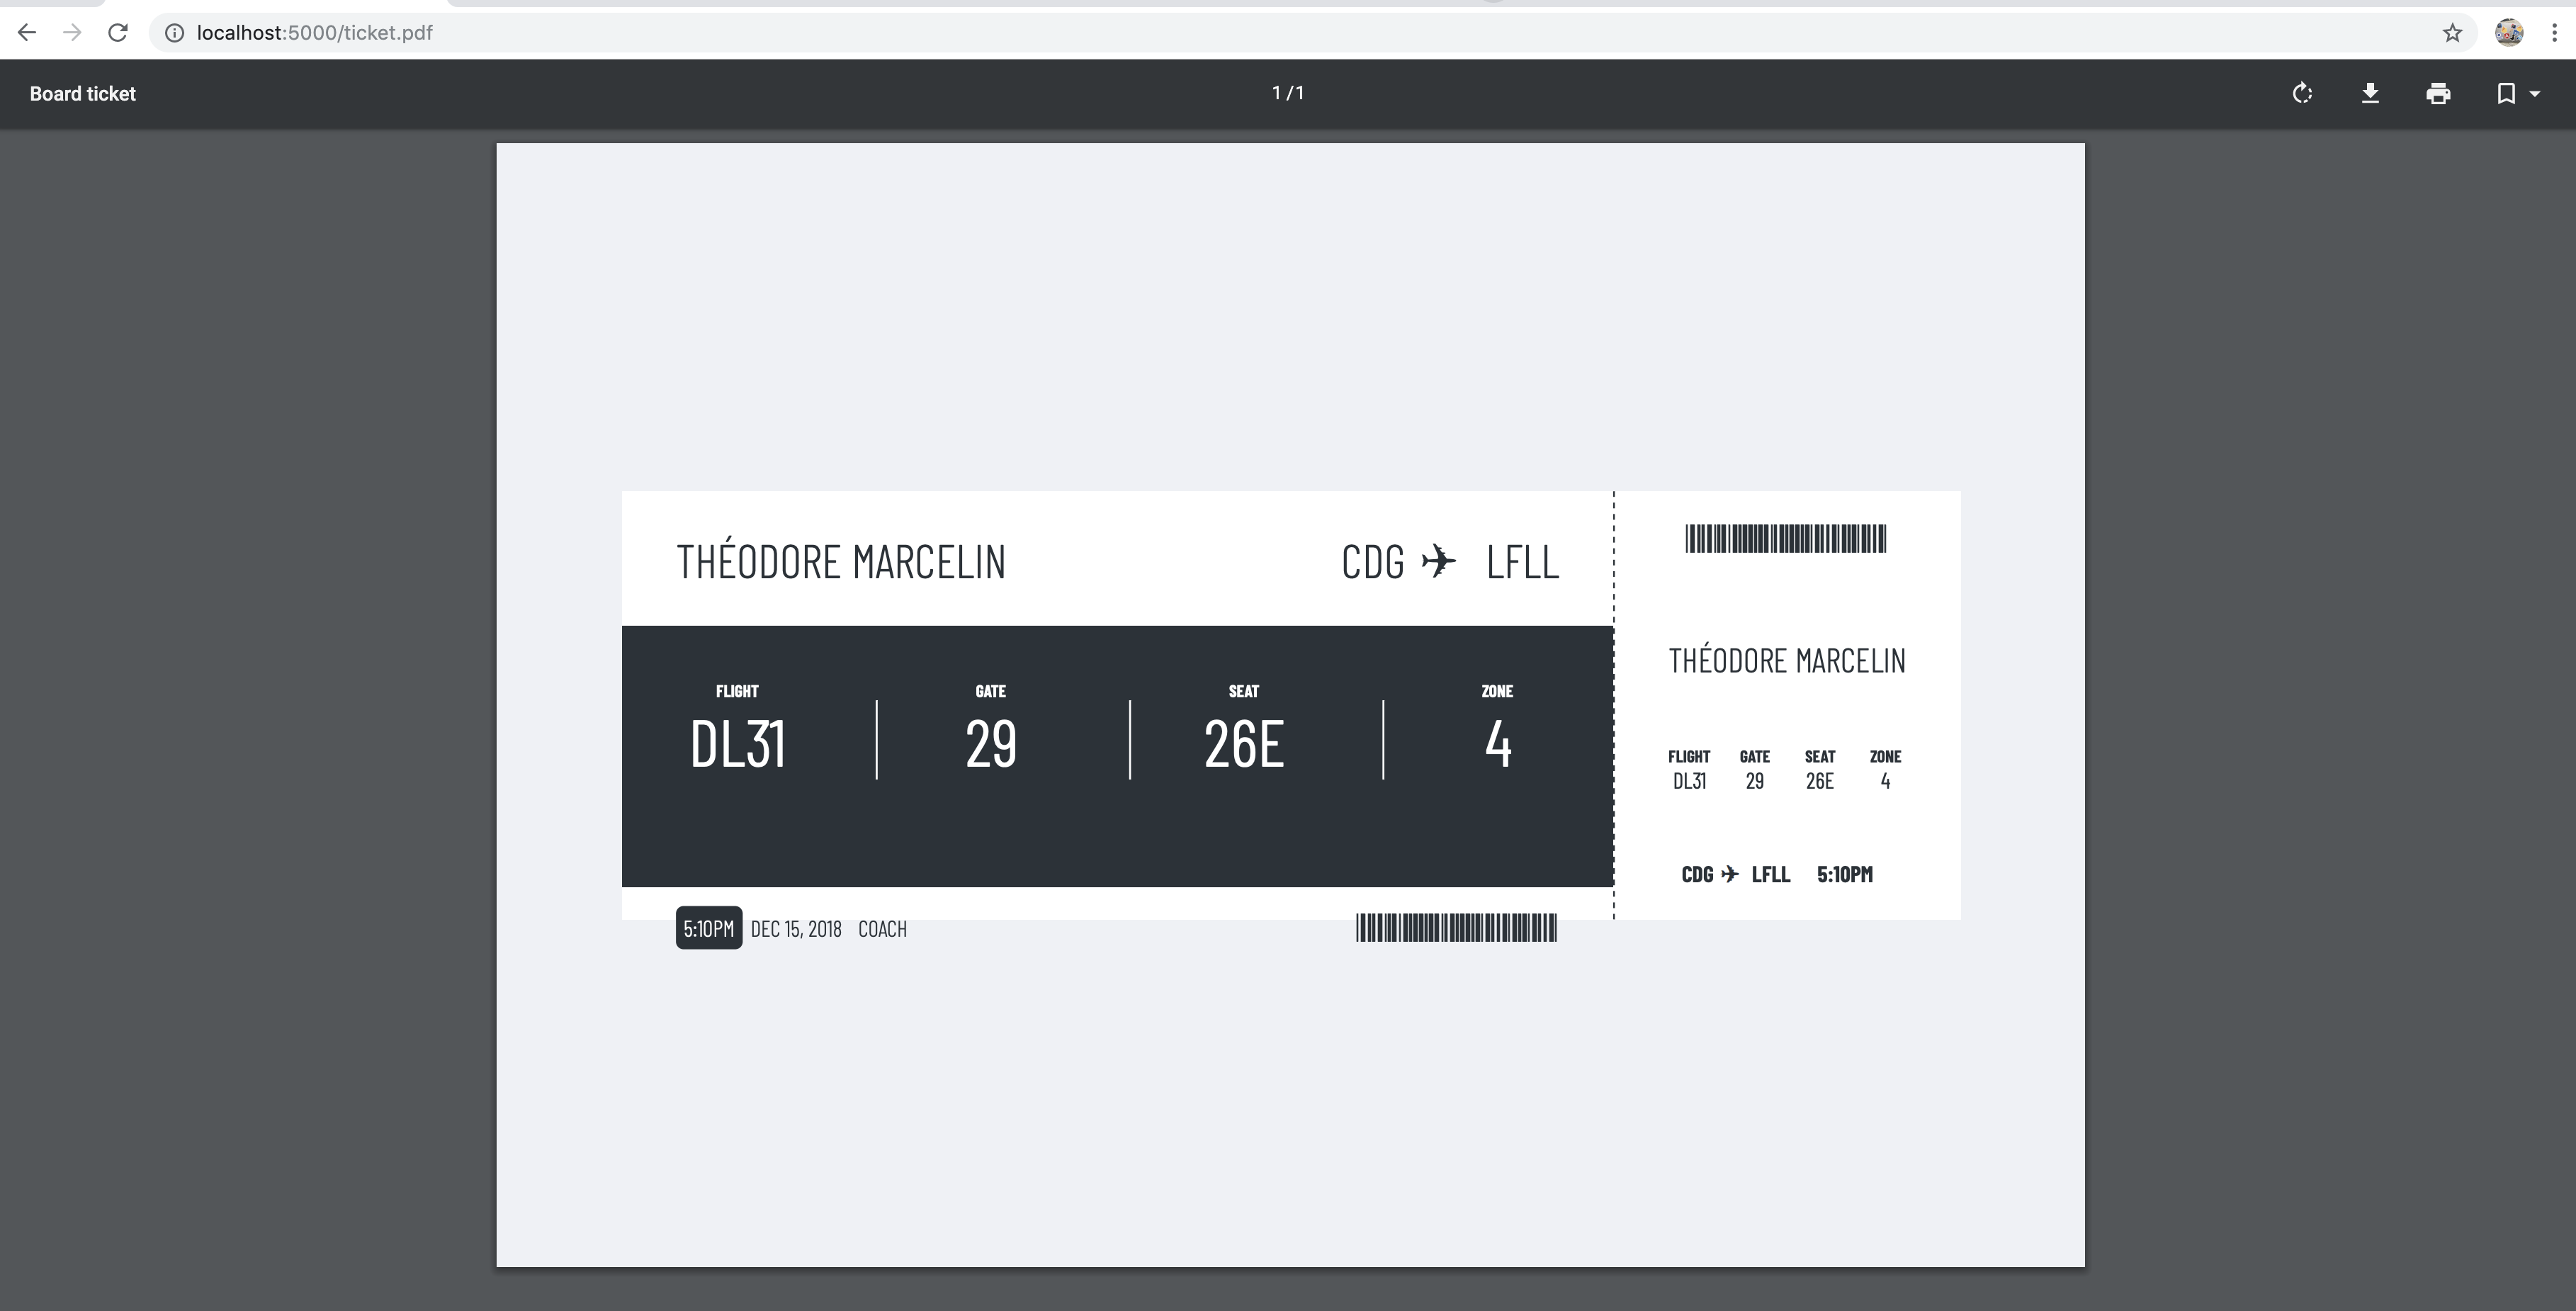 localhost:5000/ticket.pdf
Board ticket
1 / 1
THÉODORE MARCELIN
CDG ✈ LFLL
FLIGHT GATE SEAT ZONE
DL31 29 26E 4
5:10PM DEC 15, 2018 COACH
THÉODORE MARCELIN
FLIGHT GATE SEAT ZONE
DL31 29 26E 4
CDG ✈ LFLL 5:10PM